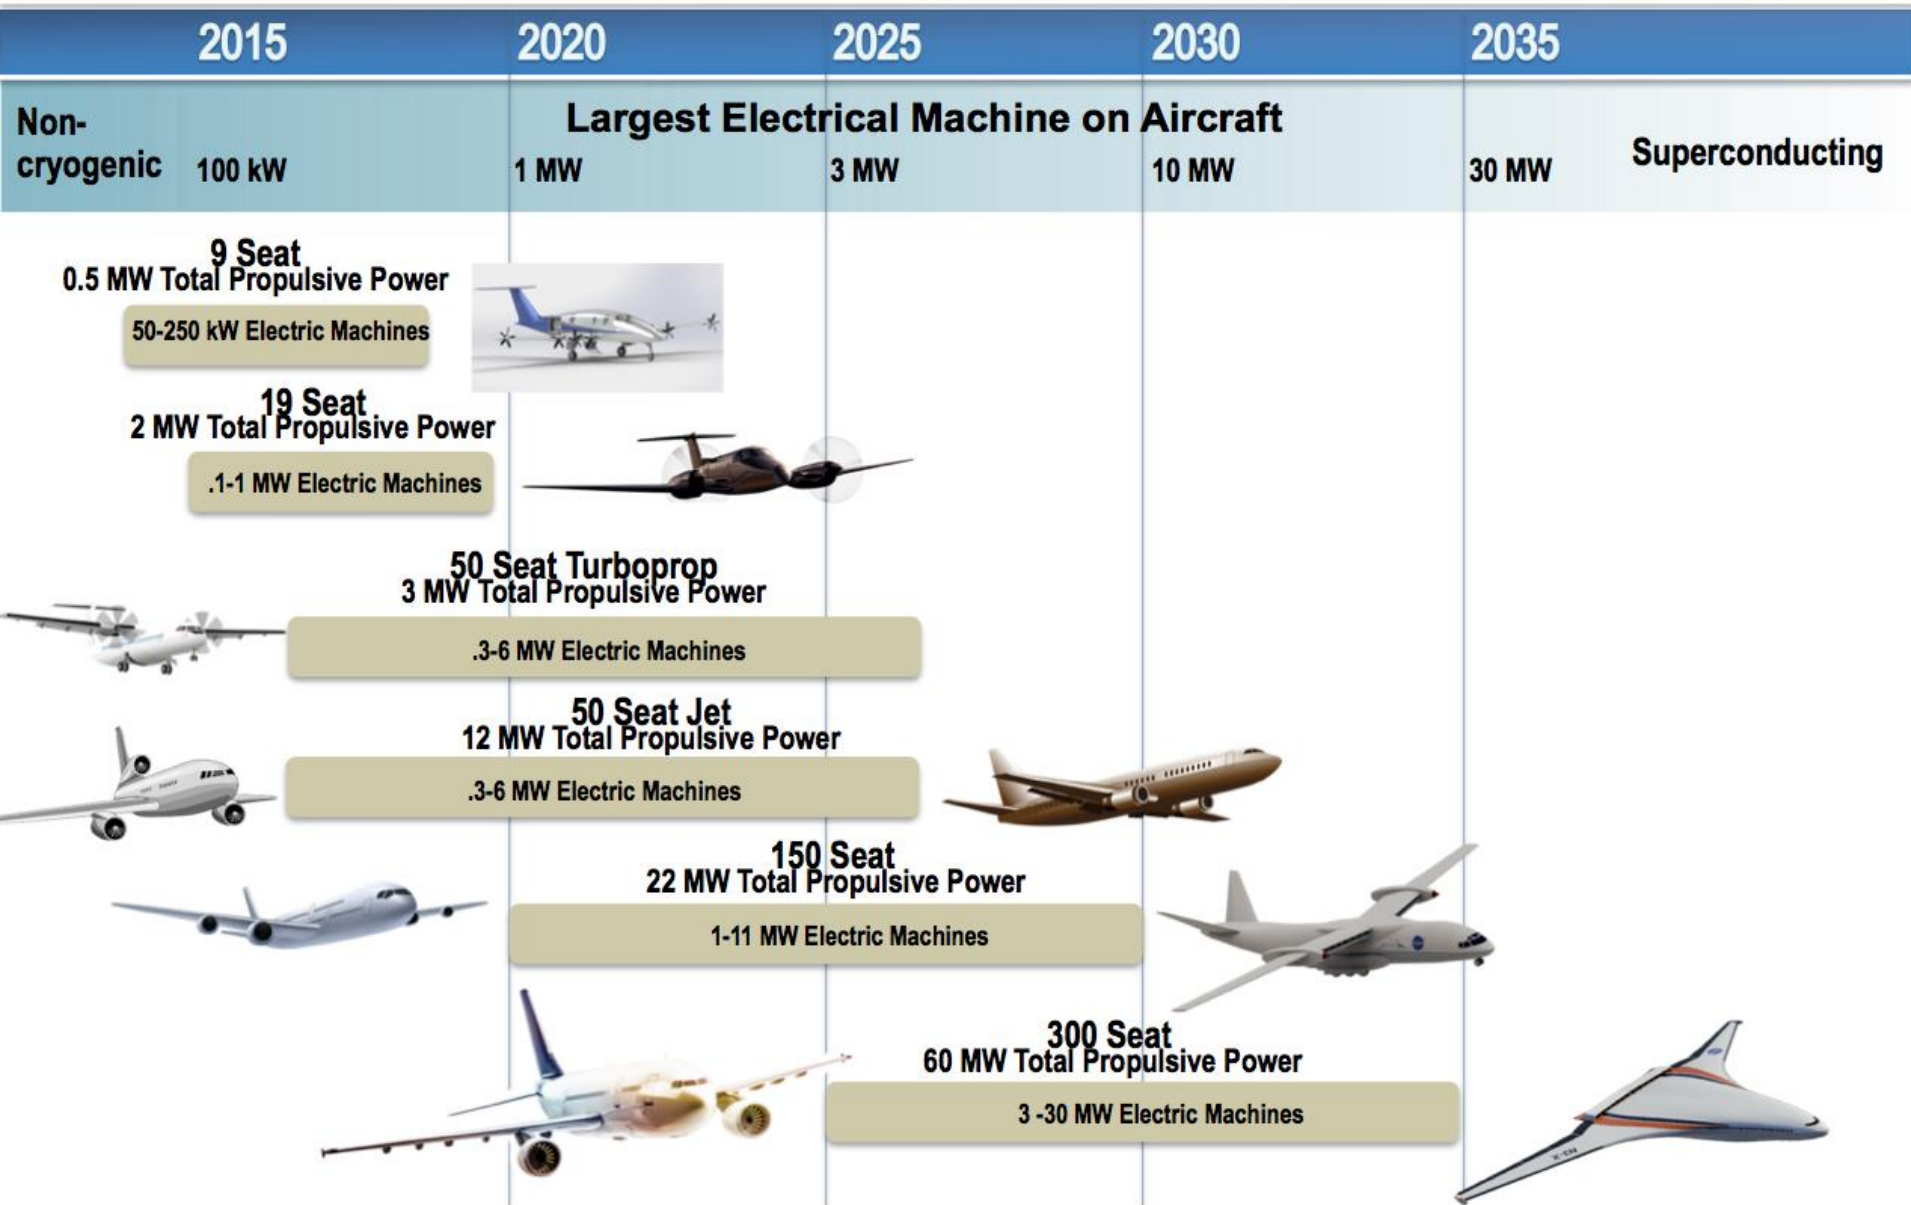 2015 2020 2025 2030 2035
Largest Electrical Machine on Aircraft
Non-
cryogenic
100 kW 1 MW 3 MW 10 MW 30 MW
Superconducting
9 Seat
0.5 MW Total Propulsive Power
50-250 kW Electric Machines
19 Seat
2 MW Total Propulsive Power
.1-1 MW Electric Machines
50 Seat Turboprop
3 MW Total Propulsive Power
.3-6 MW Electric Machines
50 Seat Jet
12 MW Total Propulsive Power
.3-6 MW Electric Machines
150 Seat
22 MW Total Propulsive Power
1-11 MW Electric Machines
300 Seat
60 MW Total Propulsive Power
3 -30 MW Electric Machines